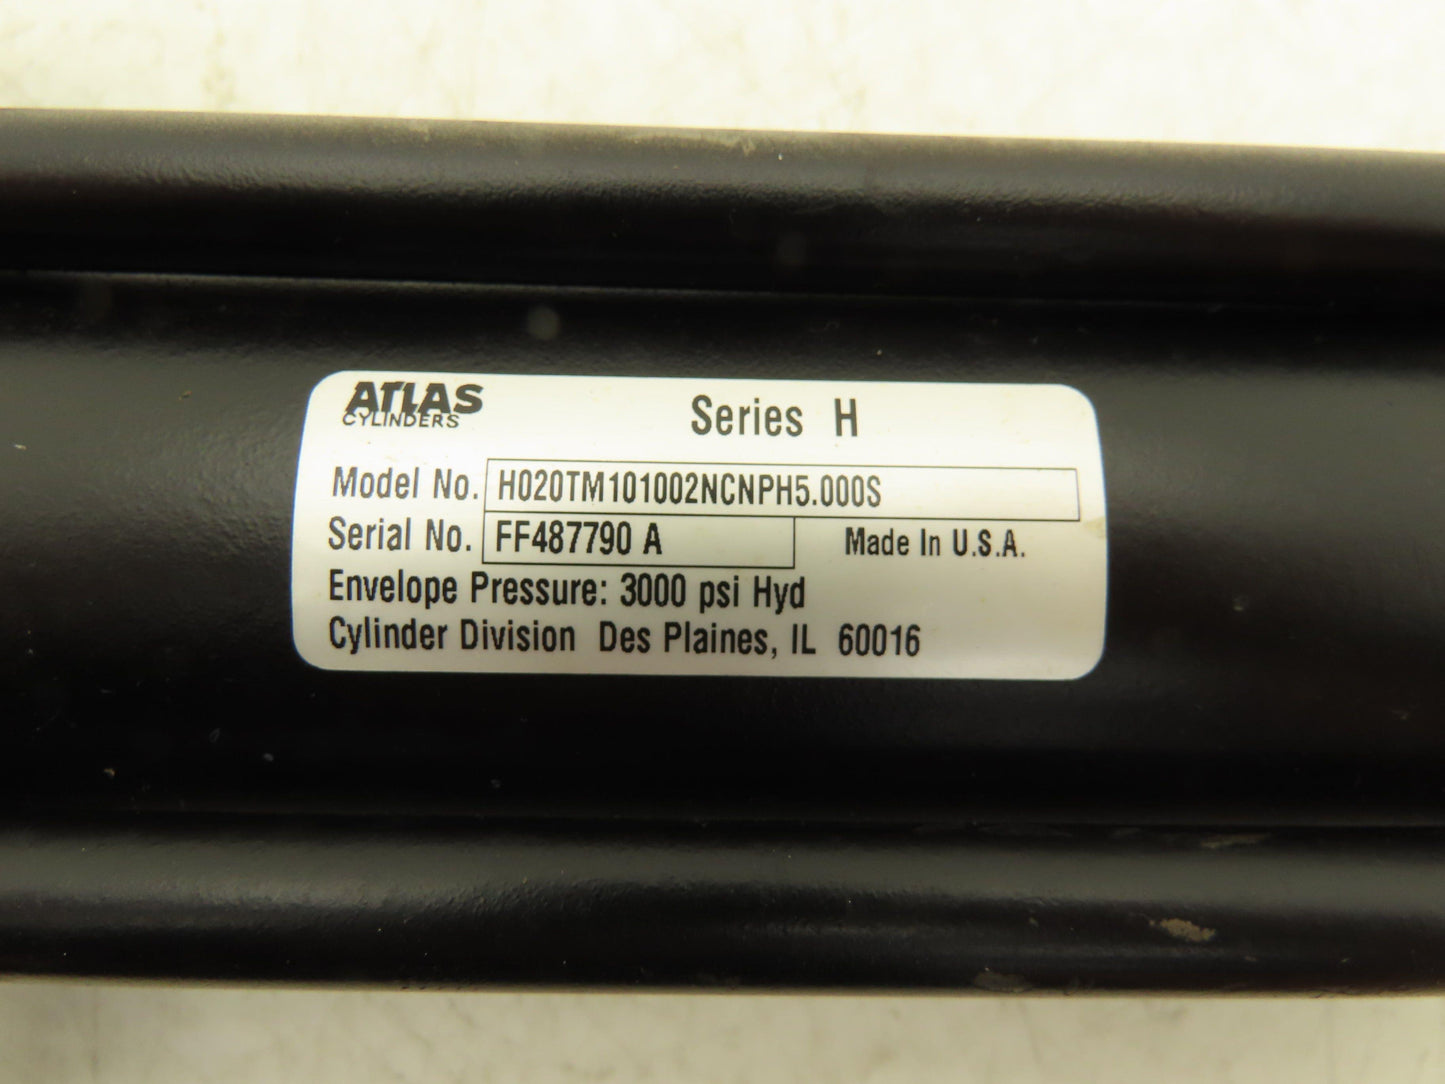 ATLAS Series H
CYLINDERS
Model No. H020TM101002NCNPH5.000S
Serial No. FF487790 A Made In U.S.A.
Envelope Pressure: 3000 psi Hyd
Cylinder Division Des Plaines, IL 60016